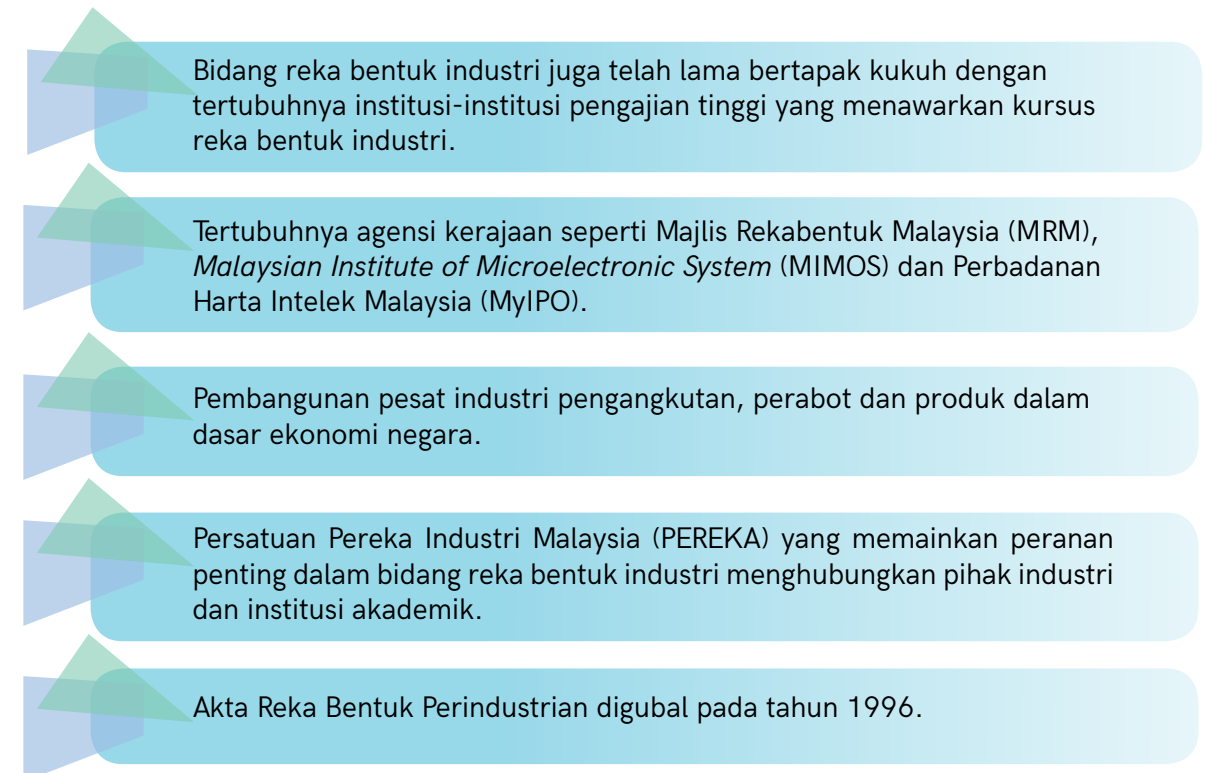 Bidang reka bentuk industri juga telah lama bertapak kukuh dengan
tertubuhnya institusi-institusi pengajian tinggi yang menawarkan kursus
reka bentuk industri.
Tertubuhnya agensi kerajaan seperti Majlis Rekabentuk Malaysia (MRM),
Malaysian Institute of Microelectronic System (MIMOS) dan Perbadanan
Harta Intelek Malaysia (MyIPO).
Pembangunan pesat industri pengangkutan, perabot dan produk dalam
dasar ekonomi negara.
Persatuan Pereka Industri Malaysia (PEREKA) yang memainkan peranan
penting dalam bidang reka bentuk industri menghubungkan pihak industri
dan institusi akademik.
Akta Reka Bentuk Perindustrian digubal pada tahun 1996.